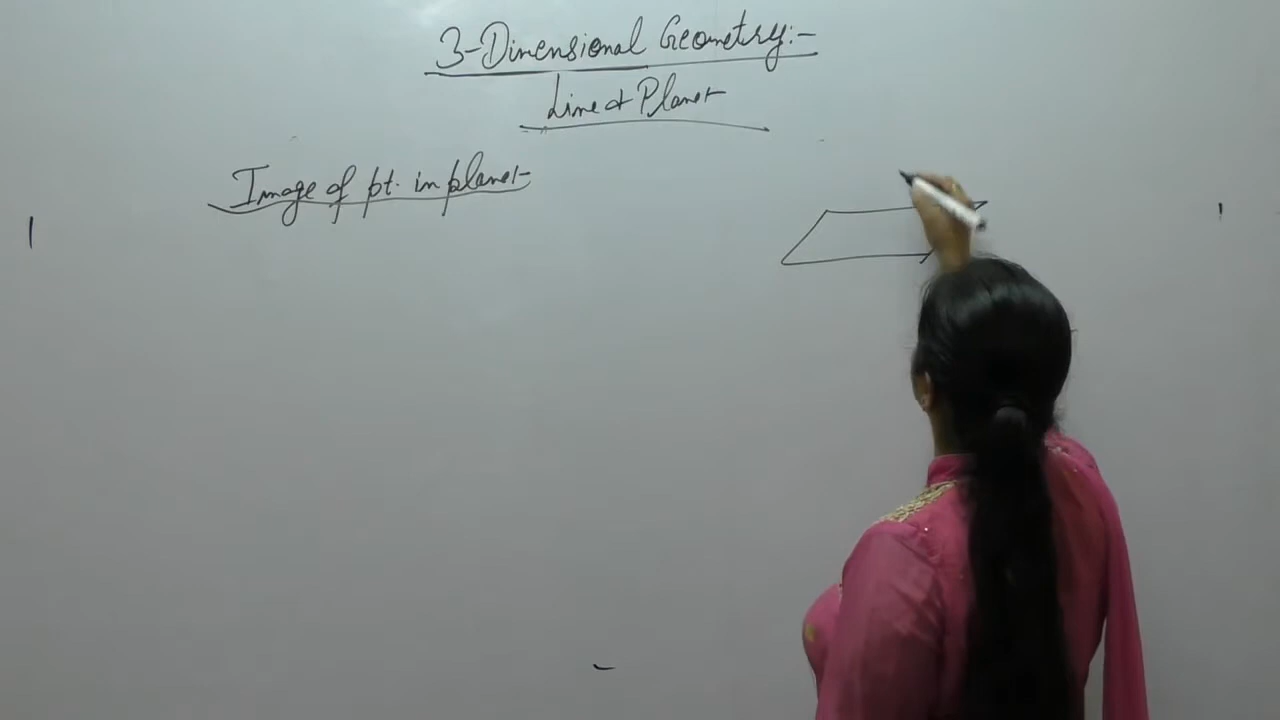 3-Dimensional Geometry:-
Line & Plane:-
Image of pt. in plane:-